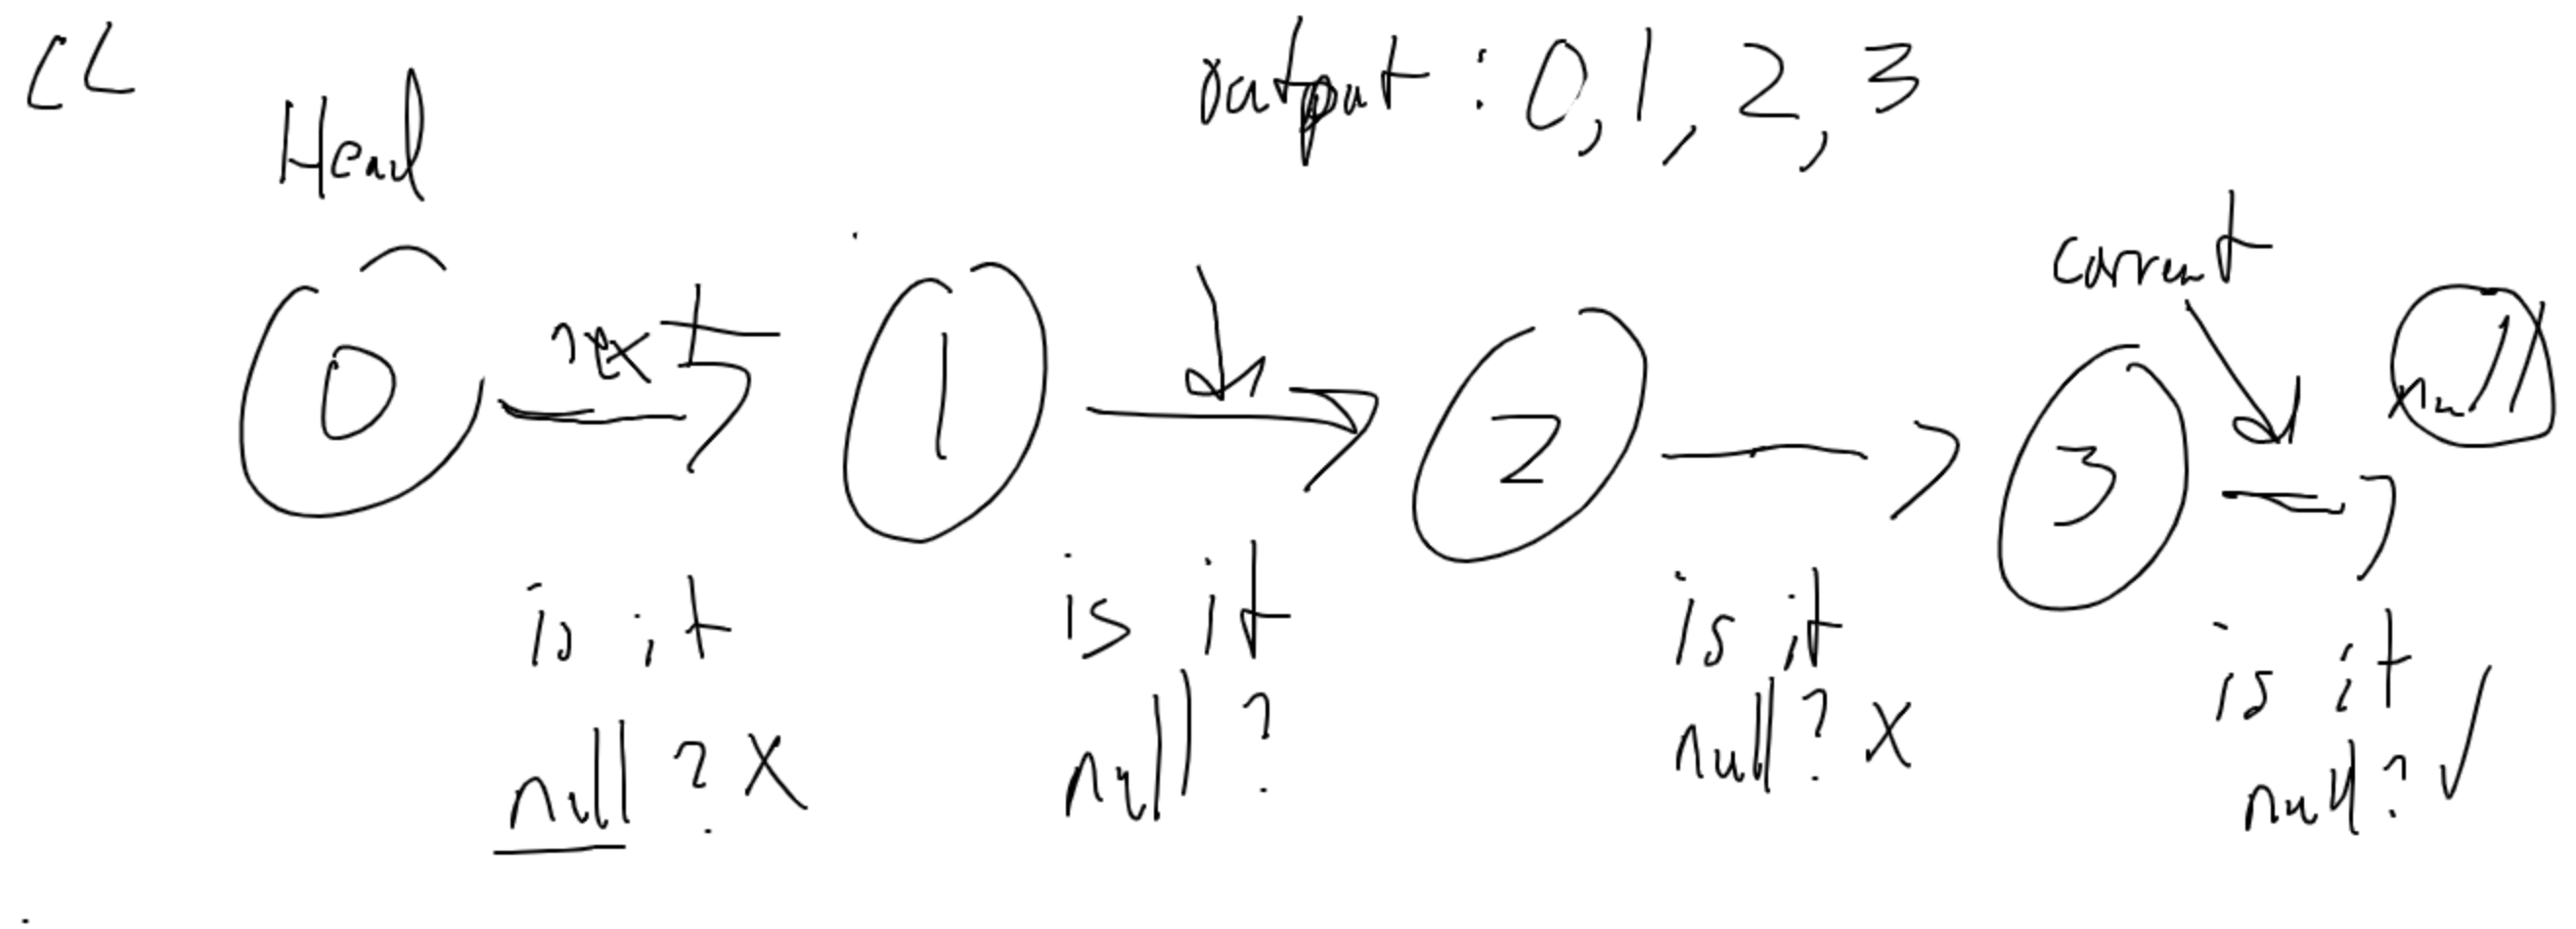 LL
output : 0, 1, 2, 3
Head
current
0
next
1
2
3
null
is it
null ? X
is it
null ?
is it
null ? X
is it
null ? ✓